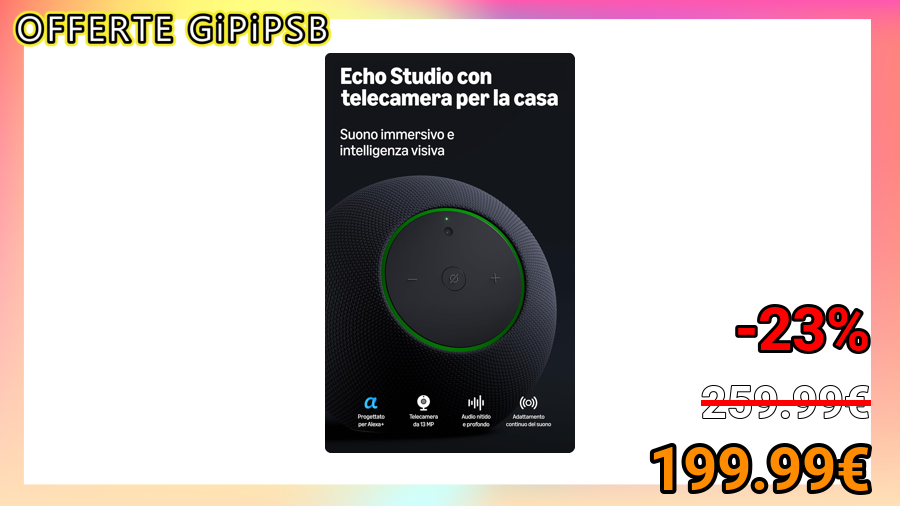 OFFERTE GiPiPSB
Echo Studio con
telecamera per la casa
Suono immersivo e
intelligenza visiva
Progettato
per Alexa+
Telecamera
da 13 MP
Audio nitido
e profondo
Adattamento
continuo del suono
-23%
259.99€
199.99€